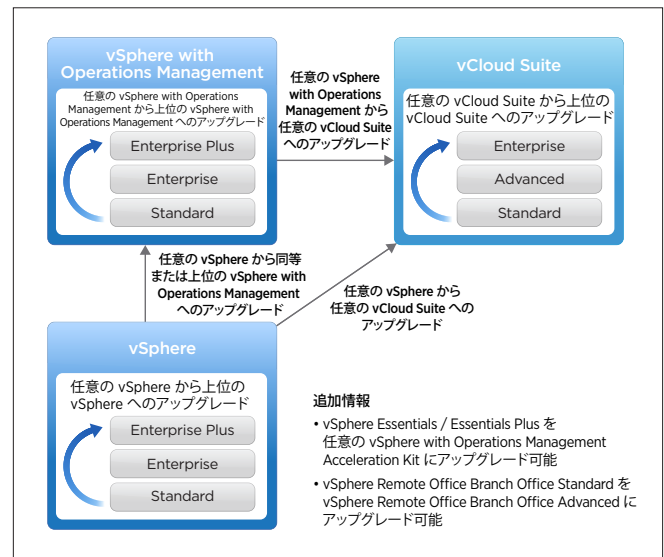 vSphere with
Operations Management
任意の vSphere with Operations
Management から上位の vSphere with
Operations Management へのアップグレード
Enterprise Plus
Enterprise
Standard
任意の vSphere
with Operations
Management から
任意の vCloud Suite
へのアップグレード
vCloud Suite
任意の vCloud Suite から上位の
vCloud Suite へのアップグレード
Enterprise
Advanced
Standard
任意の vSphere から同等
または上位の vSphere with
Operations Management
へのアップグレード
任意の vSphere から
任意の vCloud Suite への
アップグレード
vSphere
任意の vSphere から上位の
vSphere へのアップグレード
Enterprise Plus
Enterprise
Standard
追加情報
• vSphere Essentials / Essentials Plus を
任意の vSphere with Operations Management
Acceleration Kit にアップグレード可能
• vSphere Remote Office Branch Office Standard を
vSphere Remote Office Branch Office Advanced に
アップグレード可能